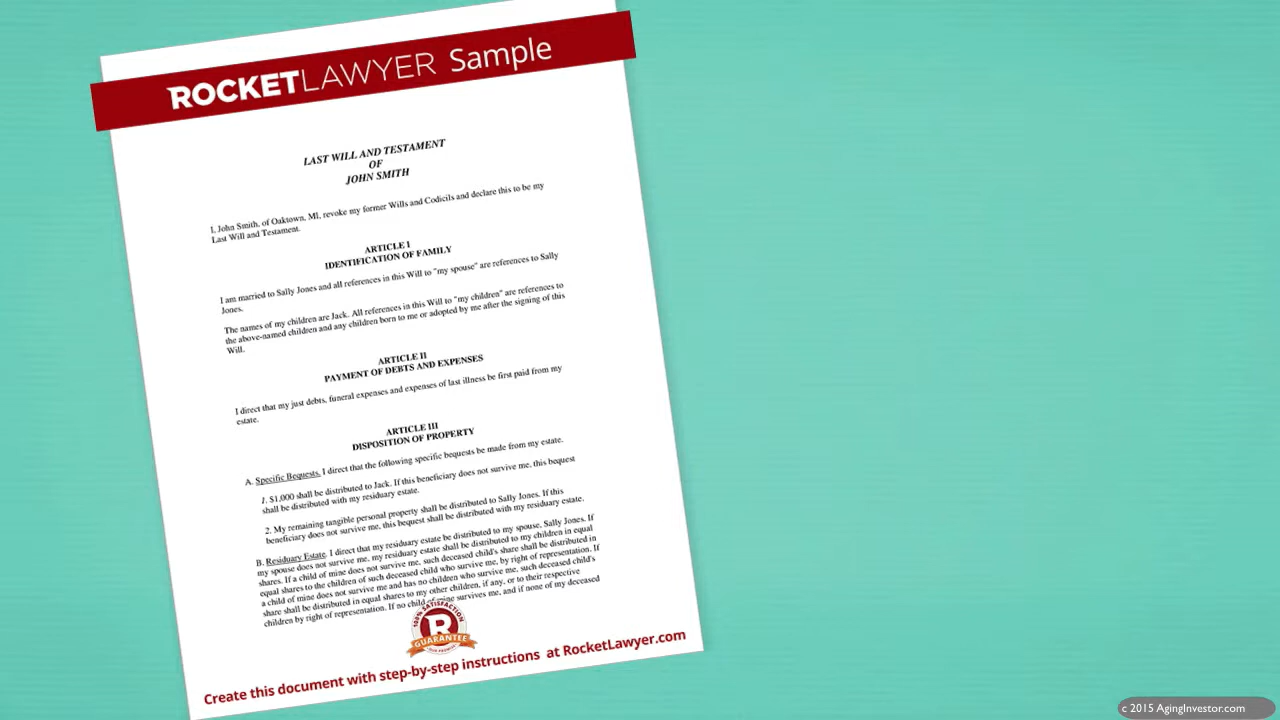 ROCKETLAWYER Sample
LAST WILL AND TESTAMENT
OF
JOHN SMITH
I, John Smith, of Oaktown, MI, revoke my former Wills and Codicils and declare this to be my
Last Will and Testament.
ARTICLE I
IDENTIFICATION OF FAMILY
I am married to Sally Jones and all references in this Will to "my spouse" are references to Sally
Jones.
The names of my children are Jack. All references in this Will to "my children" are references to
the above-named children and any children born to me or adopted by me after the signing of this
Will.
ARTICLE II
PAYMENT OF DEBTS AND EXPENSES
I direct that my just debts, funeral expenses and expenses of last illness be first paid from my
estate.
ARTICLE III
DISPOSITION OF PROPERTY
A. Specific Bequests. I direct that the following specific bequests be made from my estate.
1. $1,000 shall be distributed to Jack. If this beneficiary does not survive me, this bequest
shall be distributed with my residuary estate.
2. My remaining tangible personal property shall be distributed to Sally Jones. If this
beneficiary does not survive me, this bequest shall be distributed with my residuary estate.
B. Residuary Estate. I direct that my residuary estate be distributed to my spouse, Sally Jones. If
my spouse does not survive me, my residuary estate shall be distributed to my children in equal
shares. If a child of mine does not survive me, such deceased child's share shall be distributed in
equal shares to the children of such deceased child who survive me, by right of representation. If
a child of mine does not survive me and has no children who survive me, such deceased child's
share shall be distributed in equal shares to my other children, if any, or to their respective
children by right of representation. If no child of mine survives me, and if none of my deceased
100% SATISFACTION
R
GUARANTEE
Create this document with step-by-step instructions at RocketLawyer.com
c 2015 AgingInvestor.com